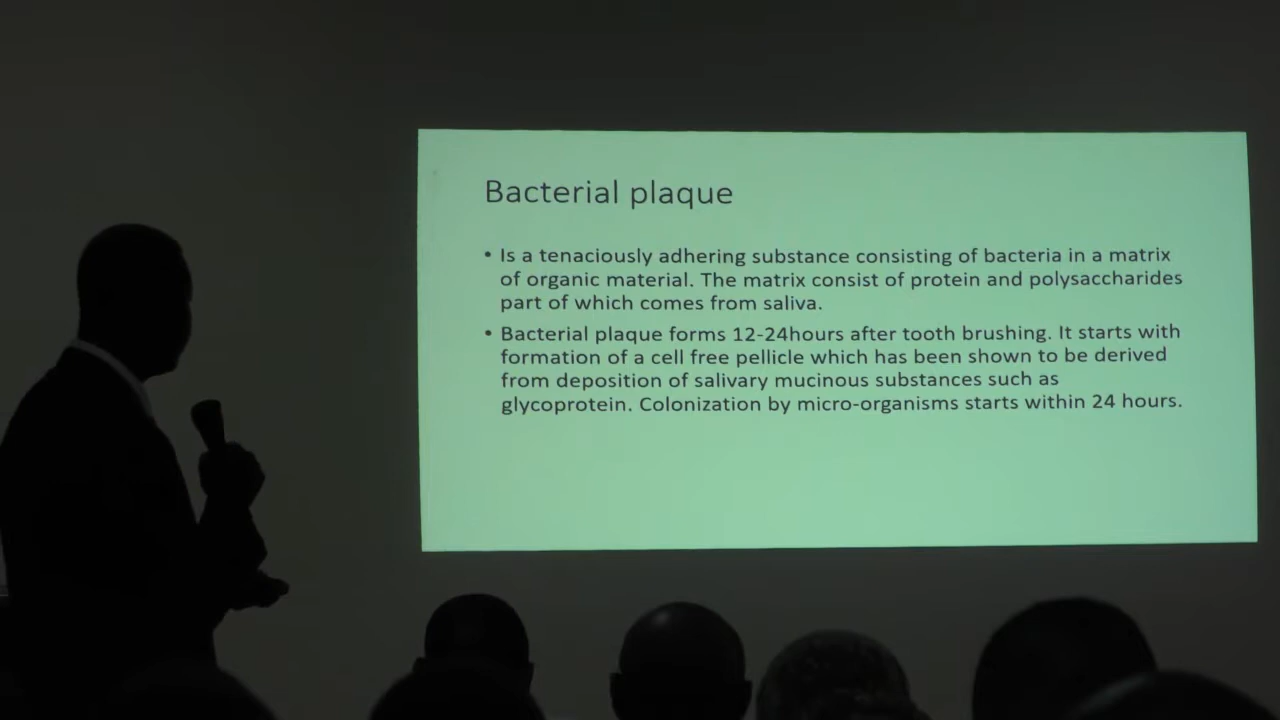 Bacterial plaque
• Is a tenaciously adhering substance consisting of bacteria in a matrix
of organic material. The matrix consist of protein and polysaccharides
part of which comes from saliva.
• Bacterial plaque forms 12-24hours after tooth brushing. It starts with
formation of a cell free pellicle which has been shown to be derived
from deposition of salivary mucinous substances such as
glycoprotein. Colonization by micro-organisms starts within 24 hours.